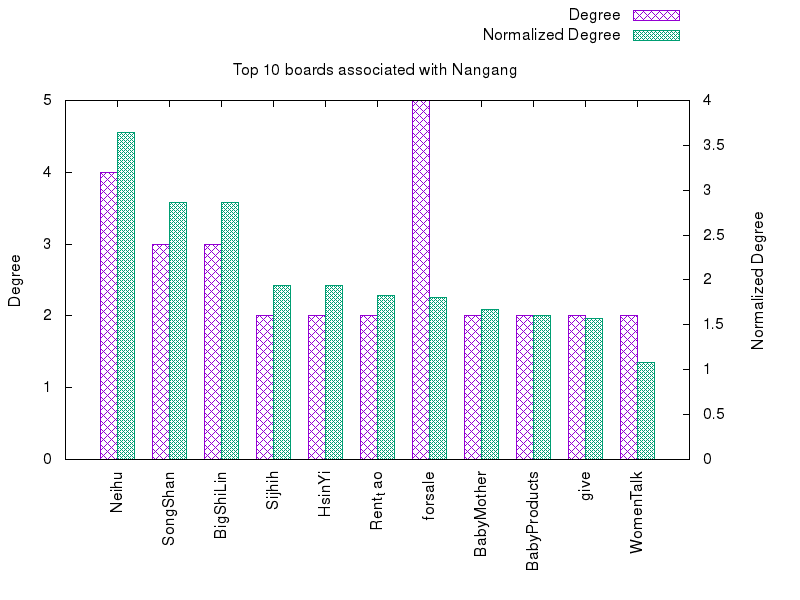 Degree
Normalized Degree
Top 10 boards associated with Nangang
5
4
3
2
1
0
4
3.5
3
2.5
2
1.5
1
0.5
0
Degree
Normalized Degree
Neihu
SongShan
BigShiLin
Sijhih
HsinYi
Rentt ao
forsale
BabyMother
BabyProducts
give
WomenTalk